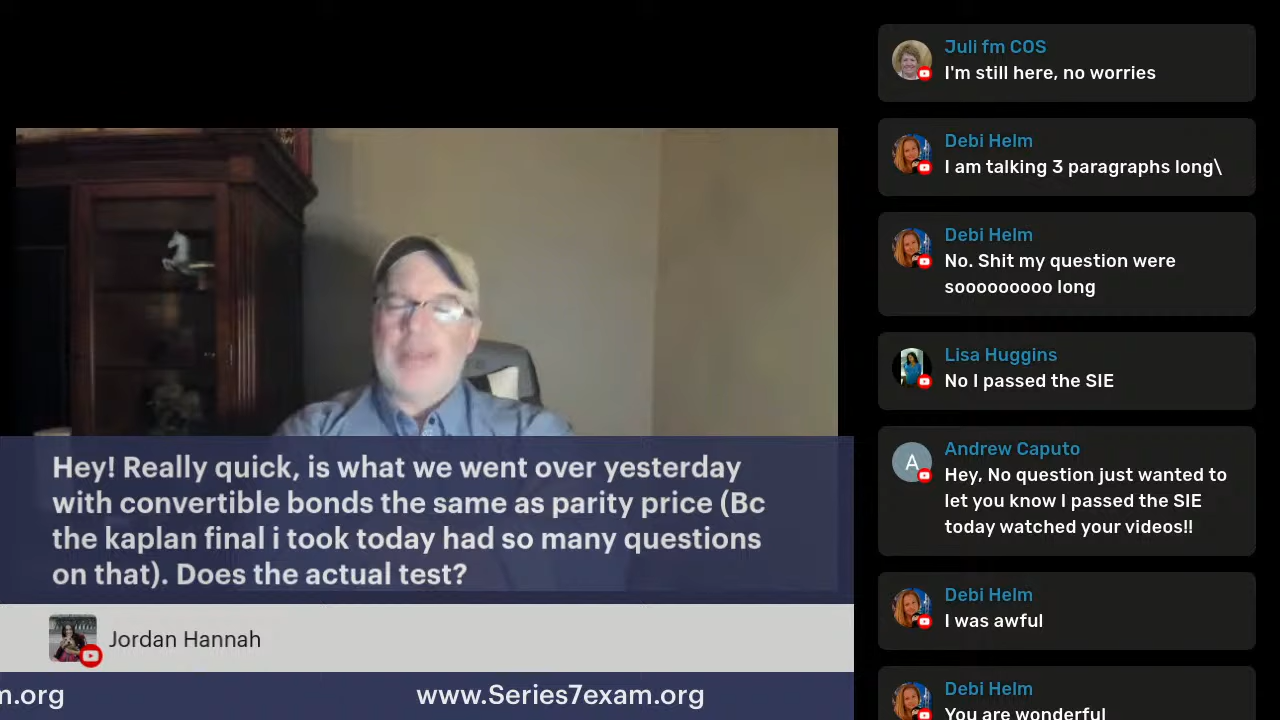 Juli fm COS
I'm still here, no worries
Debi Helm
I am talking 3 paragraphs long\
Debi Helm
No. Shit my question were
sooooooooo long
Lisa Huggins
No I passed the SIE
A
Andrew Caputo
Hey, No question just wanted to
let you know I passed the SIE
today watched your videos!!
Debi Helm
I was awful
Debi Helm
You are wonderful
Hey! Really quick, is what we went over yesterday
with convertible bonds the same as parity price (Bc
the kaplan final i took today had so many questions
on that). Does the actual test?
Jordan Hannah
m.org
www.Series7exam.org